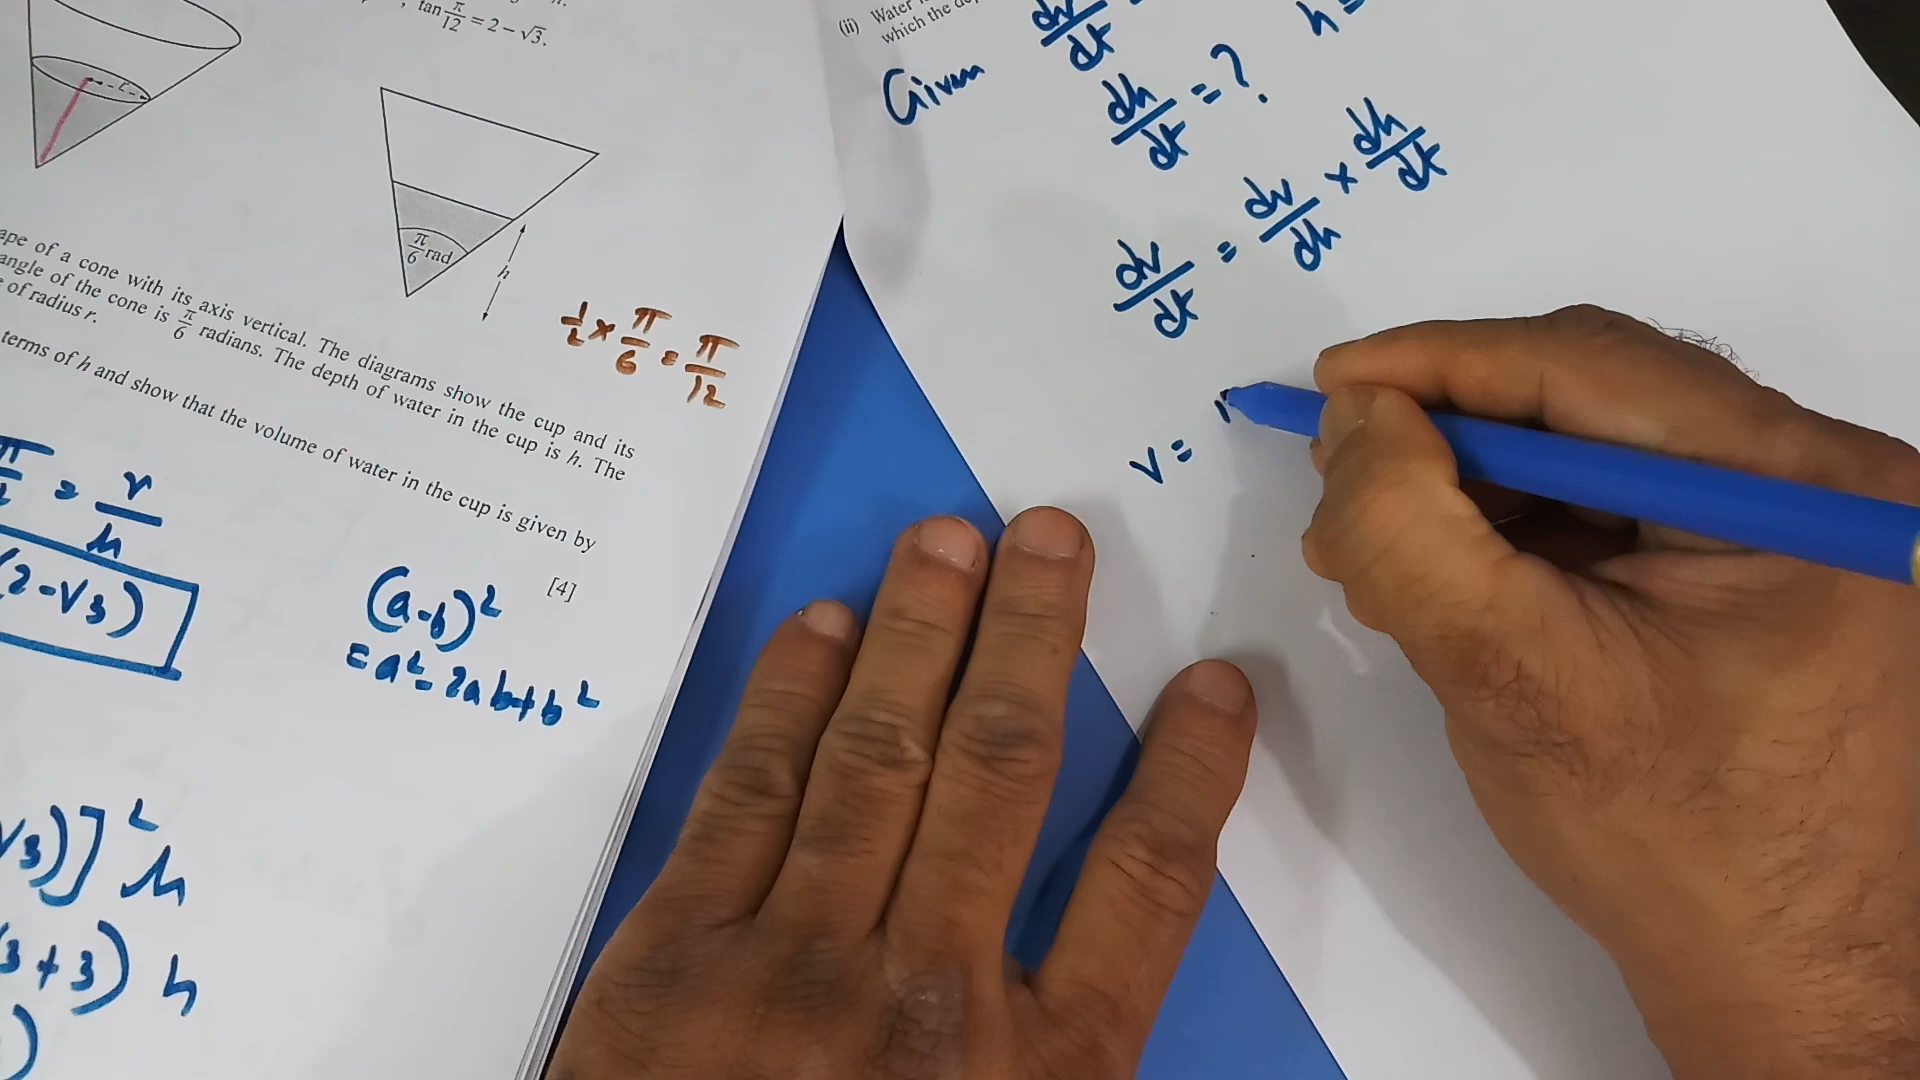 tan π/12 = 2 − √3.
π/6 rad
h
ape of a cone with its axis vertical. The diagrams show the cup and its
angle of the cone is π/6 radians. The depth of water in the cup is h. The
of radius r.
terms of h and show that the volume of water in the cup is given by
[4]
1/2 × π/6 = π/12
= r/h
(2-√3)
(a-b)²
= a² - 2ab + b²
√3)]² h
3 + 3) h
(ii) Water
which the
Given
dv/dt
h =
dh/dt = ?
dv/dt = dv/dh × dh/dt
v =